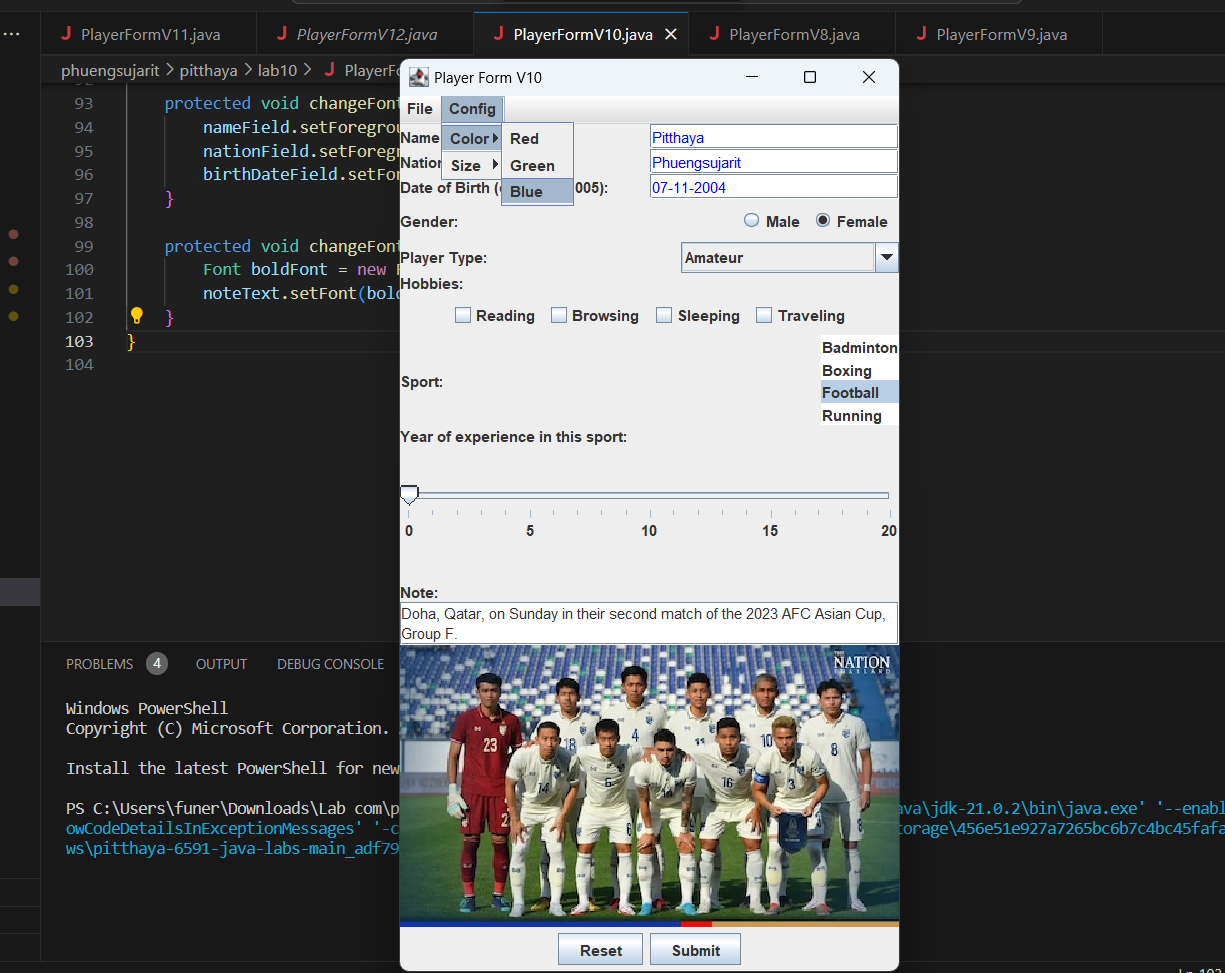 PlayerFormV11.java PlayerFormV12.java PlayerFormV10.java PlayerFormV8.java PlayerFormV9.java
phuengsujarit > pitthaya > lab10 > PlayerFo
Player Form V10
File Config
Color Red
Size Green
Blue
Name Pitthaya
Nation Phuengsujarit
Date of Birth ( 005): 07-11-2004
Gender: Male Female
Player Type: Amateur
Hobbies:
Reading Browsing Sleeping Traveling
Badminton
Boxing
Sport: Football
Running
Year of experience in this sport:
0 5 10 15 20
Note:
Doha, Qatar, on Sunday in their second match of the 2023 AFC Asian Cup,
Group F.
THE NATION
THAILAND
23 18 4 11 10 8
14 6 16 3
Reset Submit
93 protected void changeFont
94 nameField.setForegrou
95 nationField.setForegr
96 birthDateField.setFor
97 }
98
99 protected void changeFont
100 Font boldFont = new F
101 noteText.setFont(bold
102 }
103 }
104
PROBLEMS 4 OUTPUT DEBUG CONSOLE
Windows PowerShell
Copyright (C) Microsoft Corporation.
Install the latest PowerShell for new
PS C:\Users\funer\Downloads\Lab com\p ava\jdk-21.0.2\bin\java.exe' '--enabl
owCodeDetailsInExceptionMessages' '-c torage\456e51e927a7265bc6b7c4bc45fafa
ws\pitthaya-6591-java-labs-main_adf79